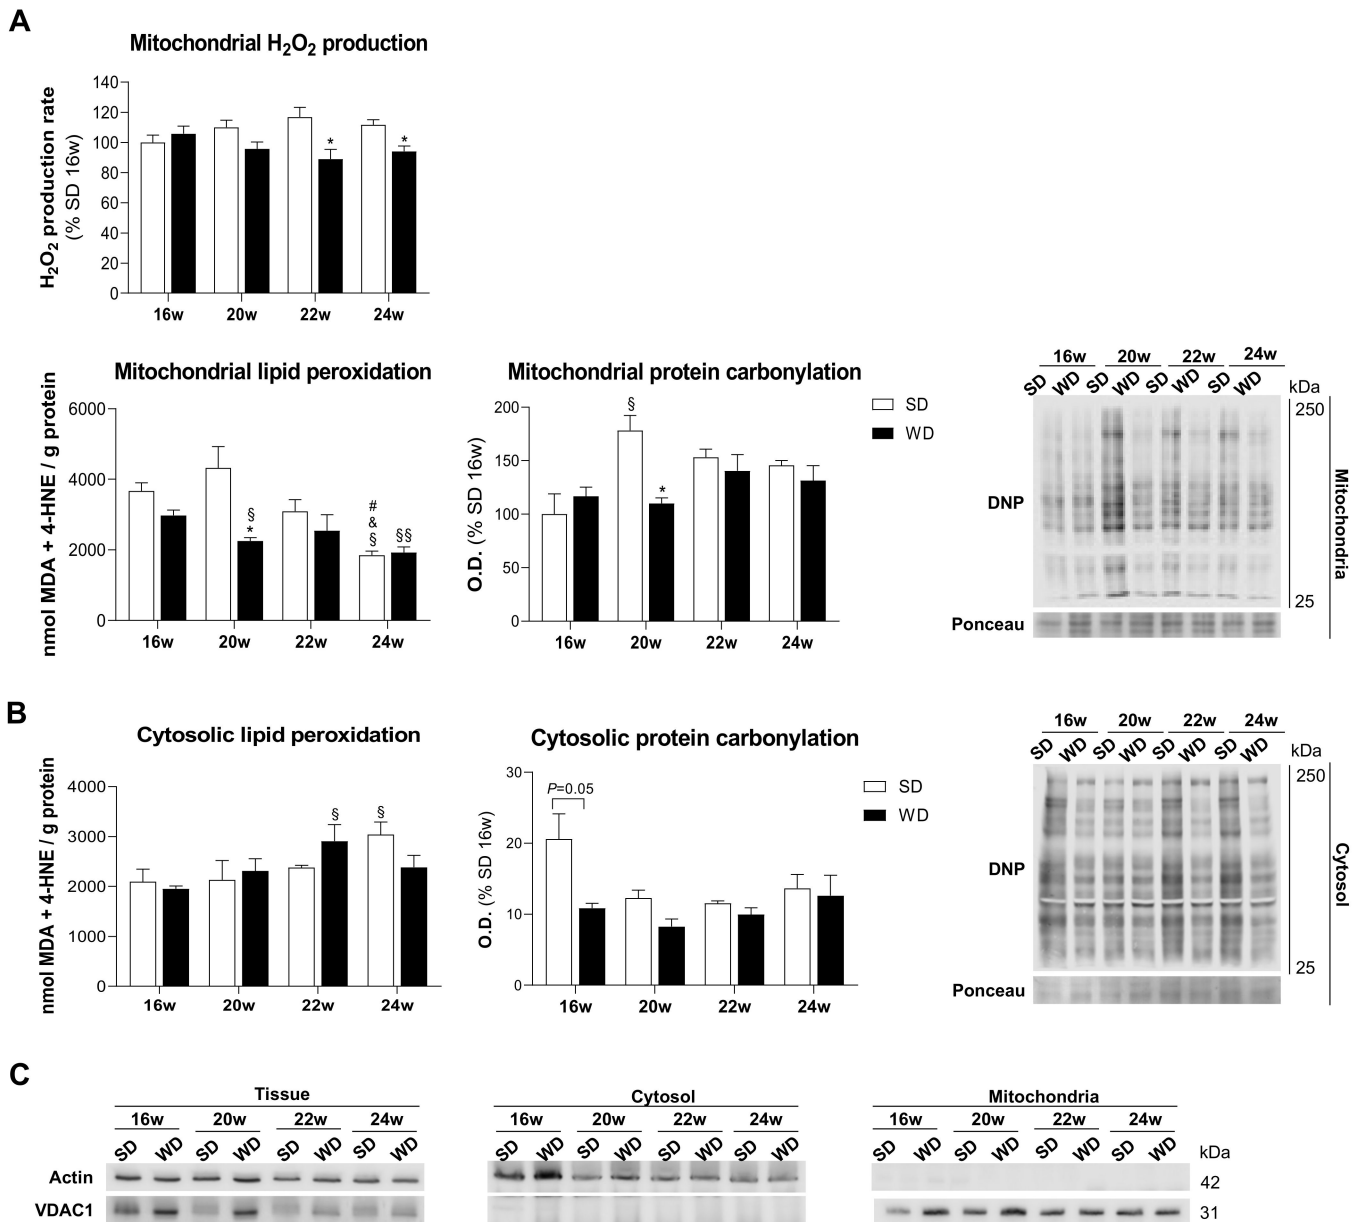 A
Mitochondrial H₂O₂ production
H₂O₂ production rate
(% SD 16w)
140
120
100
80
60
40
20
0
* *
16w 20w 22w 24w
Mitochondrial lipid peroxidation
nmol MDA + 4-HNE / g protein
6000
4000
2000
0
§
*
#
&
§
§§
16w 20w 22w 24w
Mitochondrial protein carbonylation
O.D. (% SD 16w)
200
150
100
50
0
§
*
16w 20w 22w 24w
SD
WD
16w 20w 22w 24w
SD WD SD WD SD WD SD WD
kDa
250
DNP
25
Ponceau
Mitochondria
B
Cytosolic lipid peroxidation
nmol MDA + 4-HNE / g protein
4000
3000
2000
1000
0
§ §
16w 20w 22w 24w
Cytosolic protein carbonylation
O.D. (% SD 16w)
30
20
10
0
P=0.05
16w 20w 22w 24w
SD
WD
16w 20w 22w 24w
SD WD SD WD SD WD SD WD
kDa
250
DNP
25
Ponceau
Cytosol
C
Tissue Cytosol Mitochondria
16w 20w 22w 24w 16w 20w 22w 24w 16w 20w 22w 24w
SD WD SD WD SD WD SD WD SD WD SD WD SD WD SD WD SD WD SD WD SD WD SD WD kDa
Actin 42
VDAC1 31